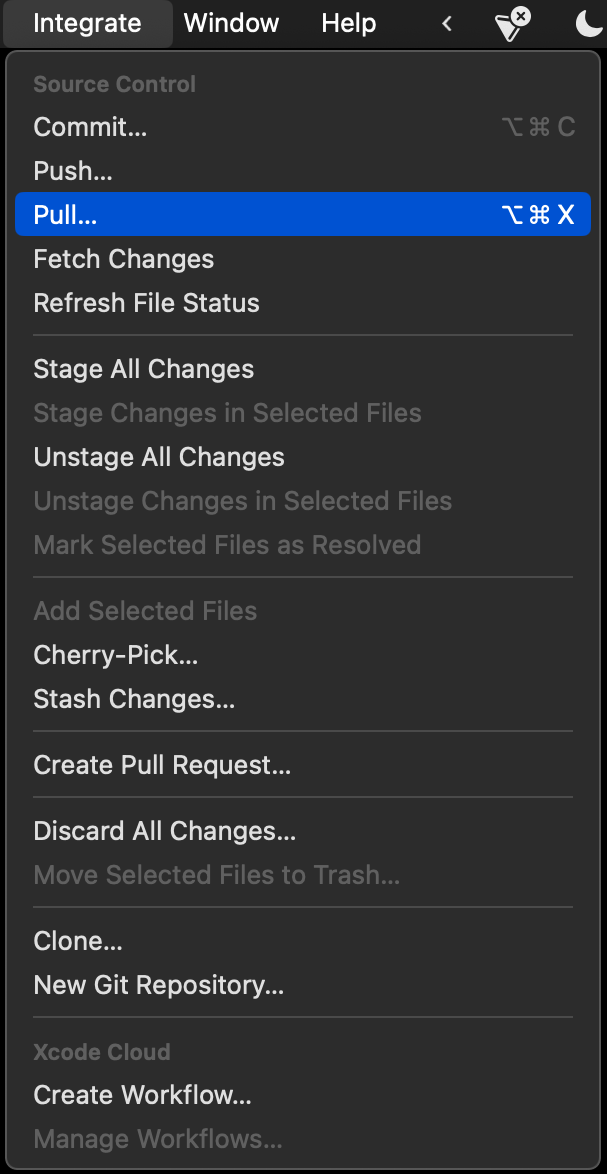 Integrate Window Help
Source Control
Commit... ⌥ ⌘ C
Push...
Pull... ⌥ ⌘ X
Fetch Changes
Refresh File Status
Stage All Changes
Stage Changes in Selected Files
Unstage All Changes
Unstage Changes in Selected Files
Mark Selected Files as Resolved
Add Selected Files
Cherry-Pick...
Stash Changes...
Create Pull Request...
Discard All Changes...
Move Selected Files to Trash...
Clone...
New Git Repository...
Xcode Cloud
Create Workflow...
Manage Workflows...